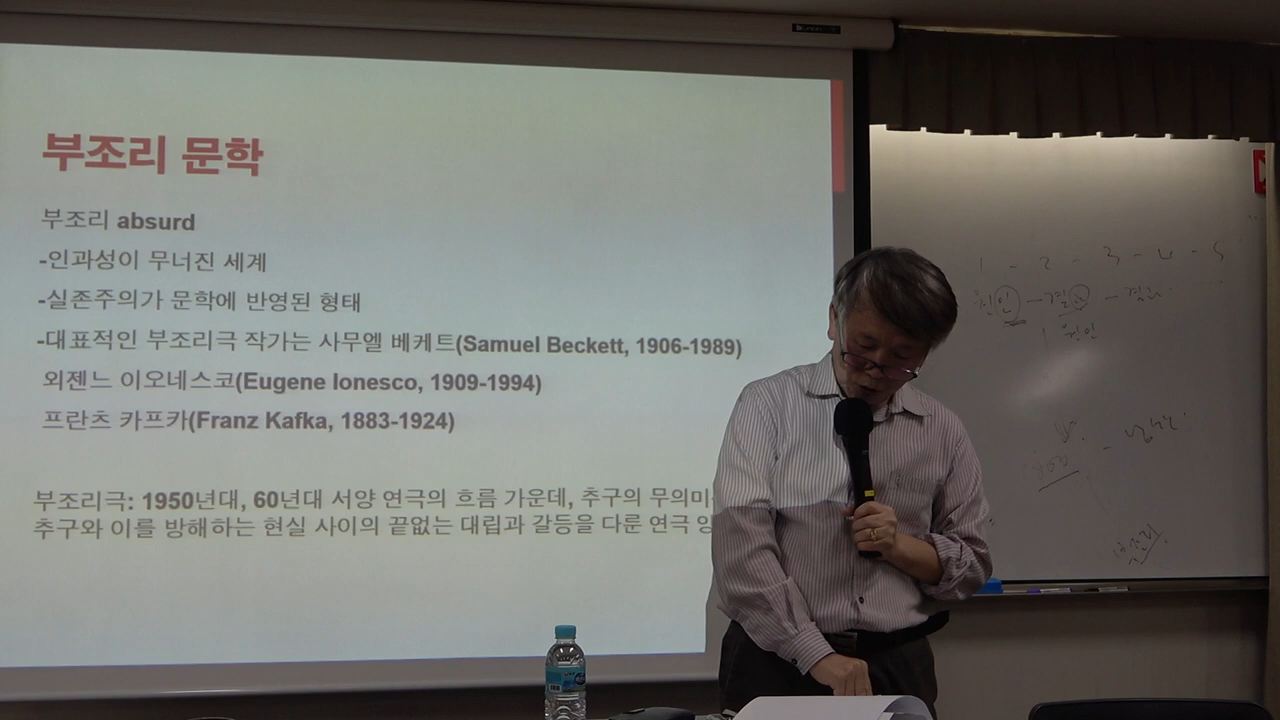 부조리 문학
부조리 absurd
-인과성이 무너진 세계
-실존주의가 문학에 반영된 형태
-대표적인 부조리극 작가는 사무엘 베케트(Samuel Beckett, 1906-1989)
외젠느 이오네스코(Eugene Ionesco, 1909-1994)
프란츠 카프카(Franz Kafka, 1883-1924)
부조리극: 1950년대, 60년대 서양 연극의 흐름 가운데, 추구의 무의미
추구와 이를 방해하는 현실 사이의 끝없는 대립과 갈등을 다룬 연극 양
1 - 2 - 3 - 4 - 5
원인 - 결과 - 결과
원인
부조리